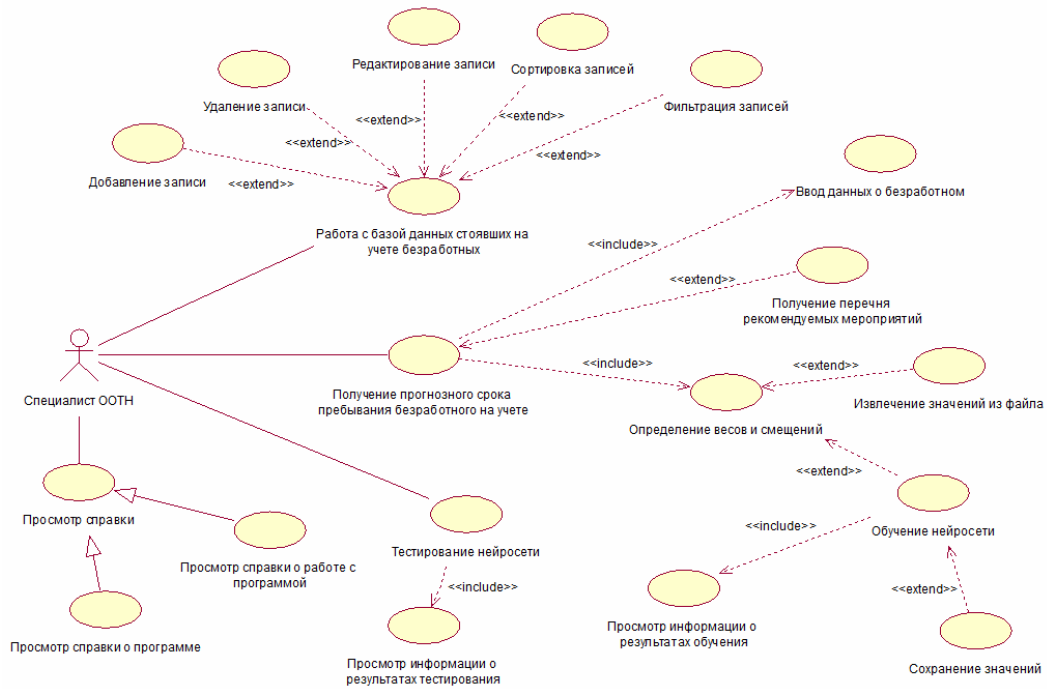 Редактирование записи
Сортировка записей
Удаление записи
Фильтрация записей
<<extend>>
<<extend>>
<<extend>>
<<extend>>
<<extend>>
Добавление записи
Ввод данных о безработном
Работа с базой данных стоявших на
учете безработных
<<include>>
<<extend>>
Получение перечня
рекомендуемых мероприятий
<<include>>
<<extend>>
Специалист ООТН
Получение прогнозного срока
пребывания безработного на учете
Извлечение значений из файла
Определение весов и смещений
<<extend>>
Просмотр справки
Тестирование нейросети
<<include>>
Обучение нейросети
Просмотр справки о работе с
программой
<<include>>
<<extend>>
Просмотр справки о программе
Просмотр информации о
результатах тестирования
Просмотр информации о
результатах обучения
Сохранение значений